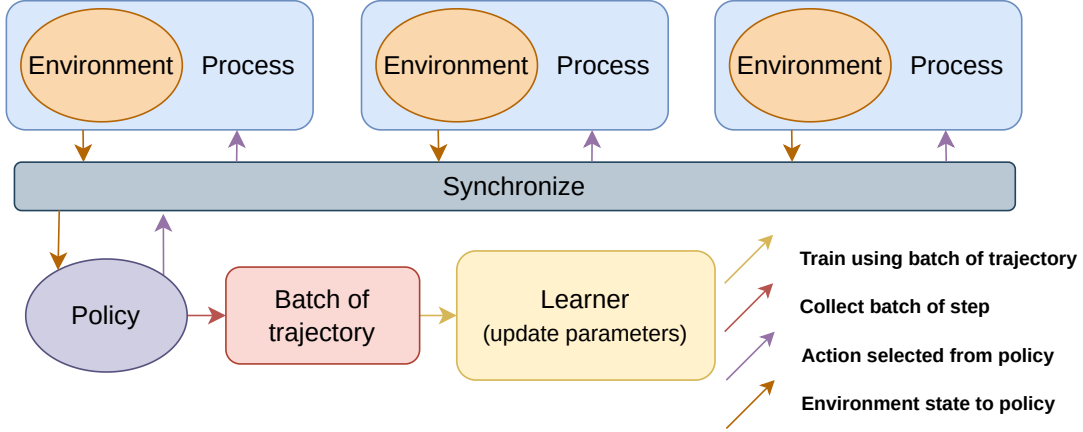 Environment Process
Environment Process
Environment Process
Synchronize
Policy
Batch of
trajectory
Learner
(update parameters)
Train using batch of trajectory
Collect batch of step
Action selected from policy
Environment state to policy